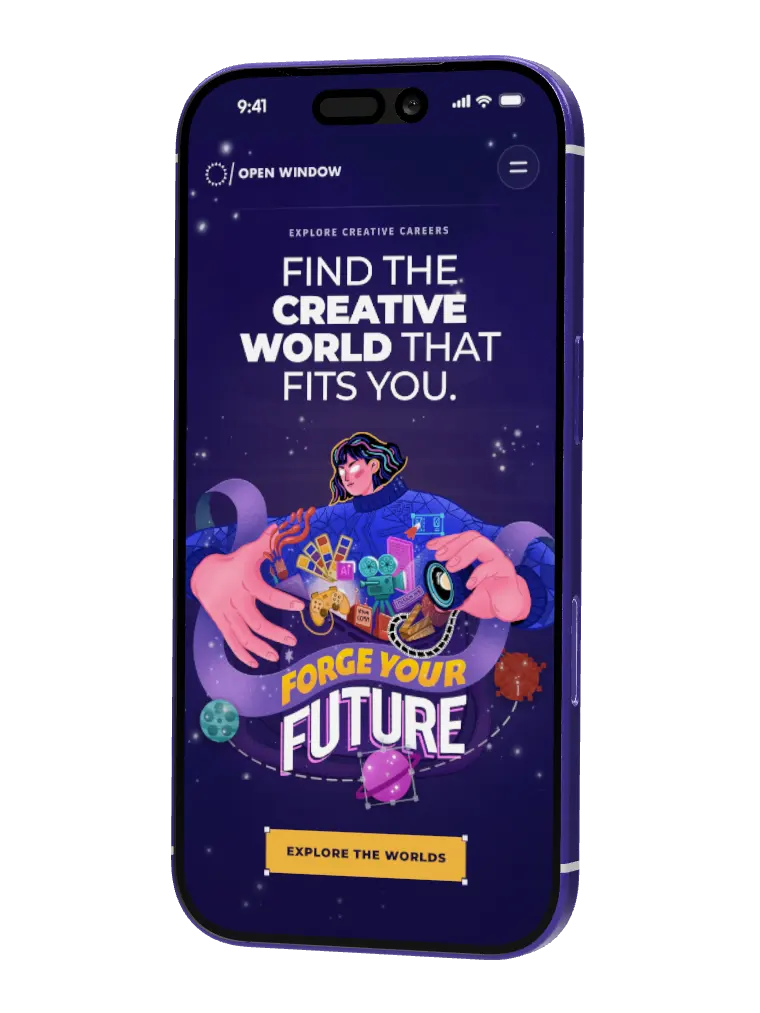 9:41
OPEN WINDOW
EXPLORE CREATIVE CAREERS
FIND THE
CREATIVE
WORLD THAT
FITS YOU.
FORGE YOUR
FUTURE
EXPLORE THE WORLDS